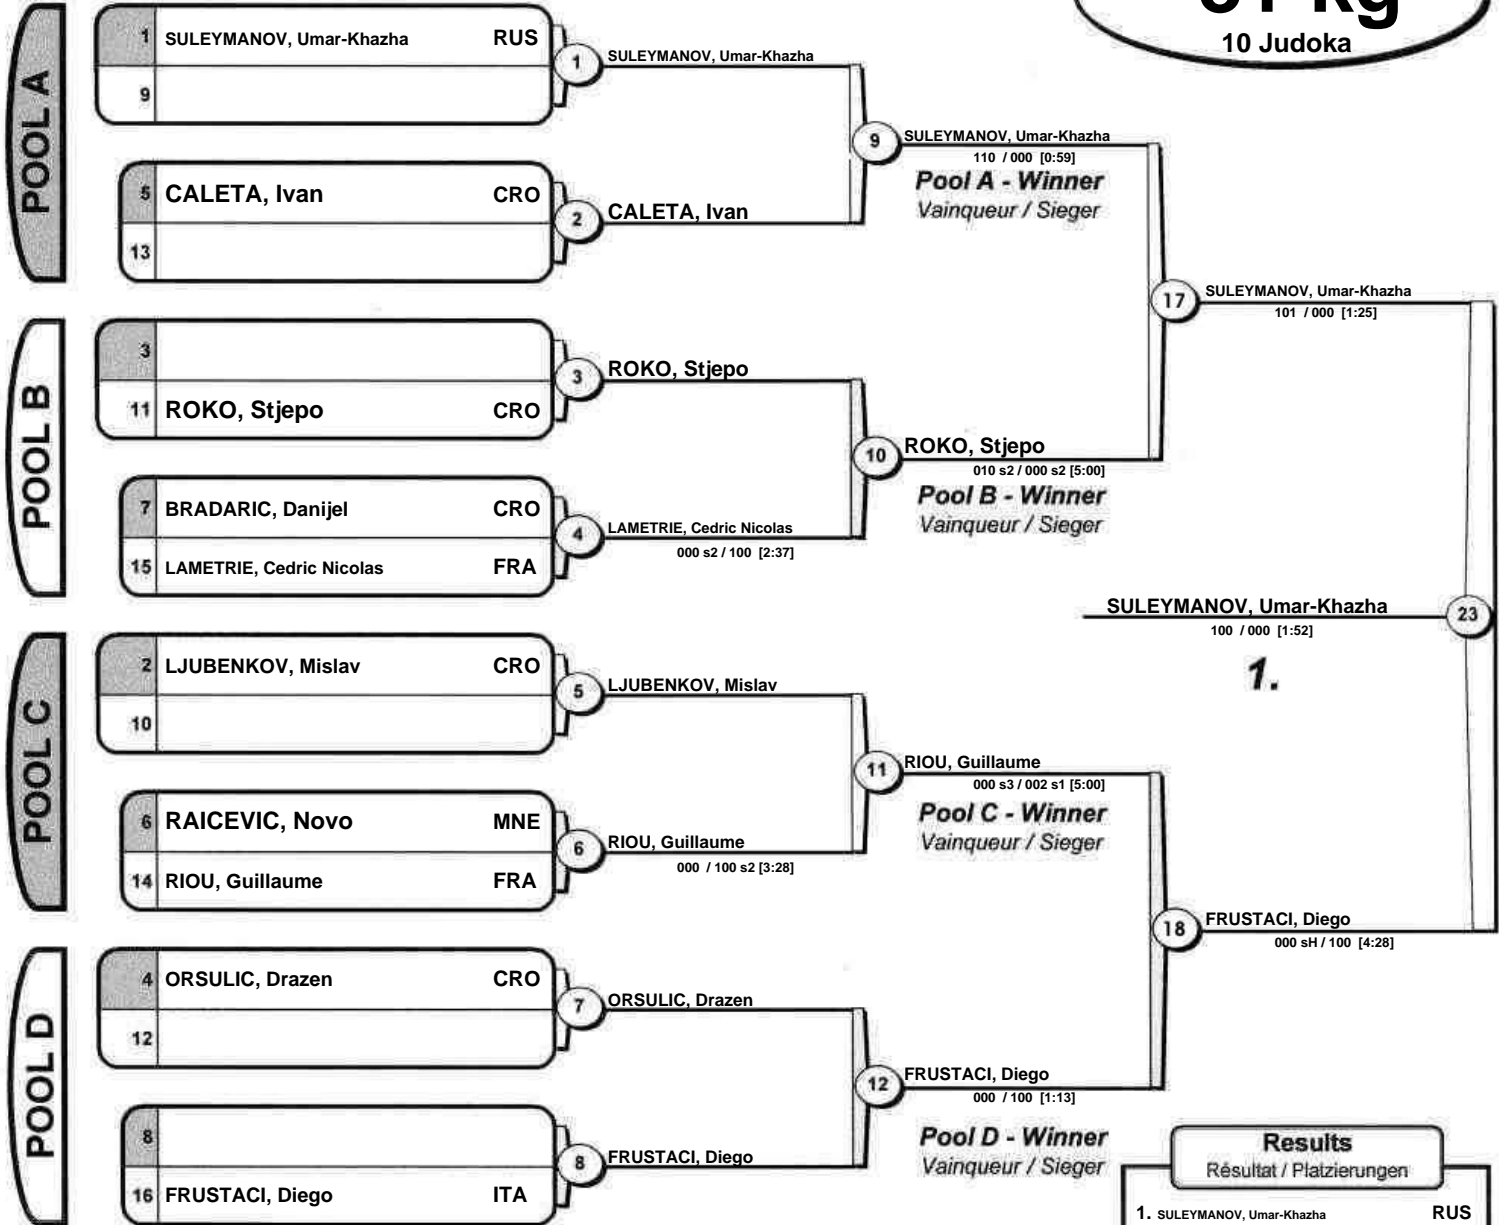 10 Judoka
POOL A
1 SULEYMANOV, Umar-Khazha RUS
9
1
SULEYMANOV, Umar-Khazha
5 CALETA, Ivan CRO
13
2
CALETA, Ivan
9
SULEYMANOV, Umar-Khazha
110 / 000 [0:59]
Pool A - Winner
Vainqueur / Sieger
POOL B
3
11 ROKO, Stjepo CRO
3
ROKO, Stjepo
7 BRADARIC, Danijel CRO
15 LAMETRIE, Cedric Nicolas FRA
4
LAMETRIE, Cedric Nicolas
000 s2 / 100 [2:37]
10
ROKO, Stjepo
010 s2 / 000 s2 [5:00]
Pool B - Winner
Vainqueur / Sieger
17
SULEYMANOV, Umar-Khazha
101 / 000 [1:25]
SULEYMANOV, Umar-Khazha
23
100 / 000 [1:52]
1.
POOL C
2 LJUBENKOV, Mislav CRO
10
5
LJUBENKOV, Mislav
6 RAICEVIC, Novo MNE
14 RIOU, Guillaume FRA
6
RIOU, Guillaume
000 / 100 s2 [3:28]
11
RIOU, Guillaume
000 s3 / 002 s1 [5:00]
Pool C - Winner
Vainqueur / Sieger
18
FRUSTACI, Diego
000 sH / 100 [4:28]
POOL D
4 ORSULIC, Drazen CRO
12
7
ORSULIC, Drazen
8
16 FRUSTACI, Diego ITA
8
FRUSTACI, Diego
12
FRUSTACI, Diego
000 / 100 [1:13]
Pool D - Winner
Vainqueur / Sieger
Results
Résultat / Platzierungen
1. SULEYMANOV, Umar-Khazha RUS